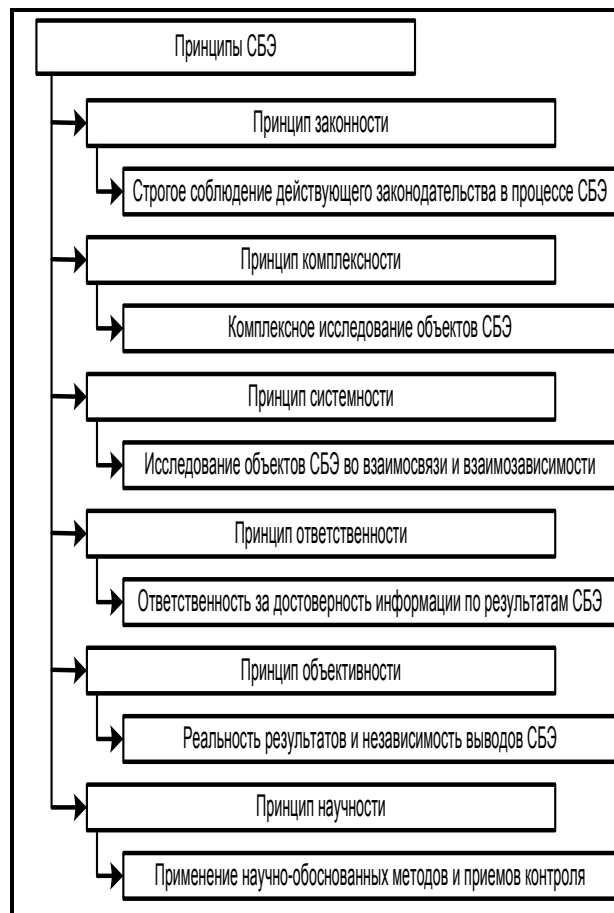 Принципы СБЭ
Принцип законности
Строгое соблюдение действующего законодательства в процессе СБЭ
Принцип комплексности
Комплексное исследование объектов СБЭ
Принцип системности
Исследование объектов СБЭ во взаимосвязи и взаимозависимости
Принцип ответственности
Ответственность за достоверность информации по результатам СБЭ
Принцип объективности
Реальность результатов и независимость выводов СБЭ
Принцип научности
Применение научно-обоснованных методов и приемов контроля